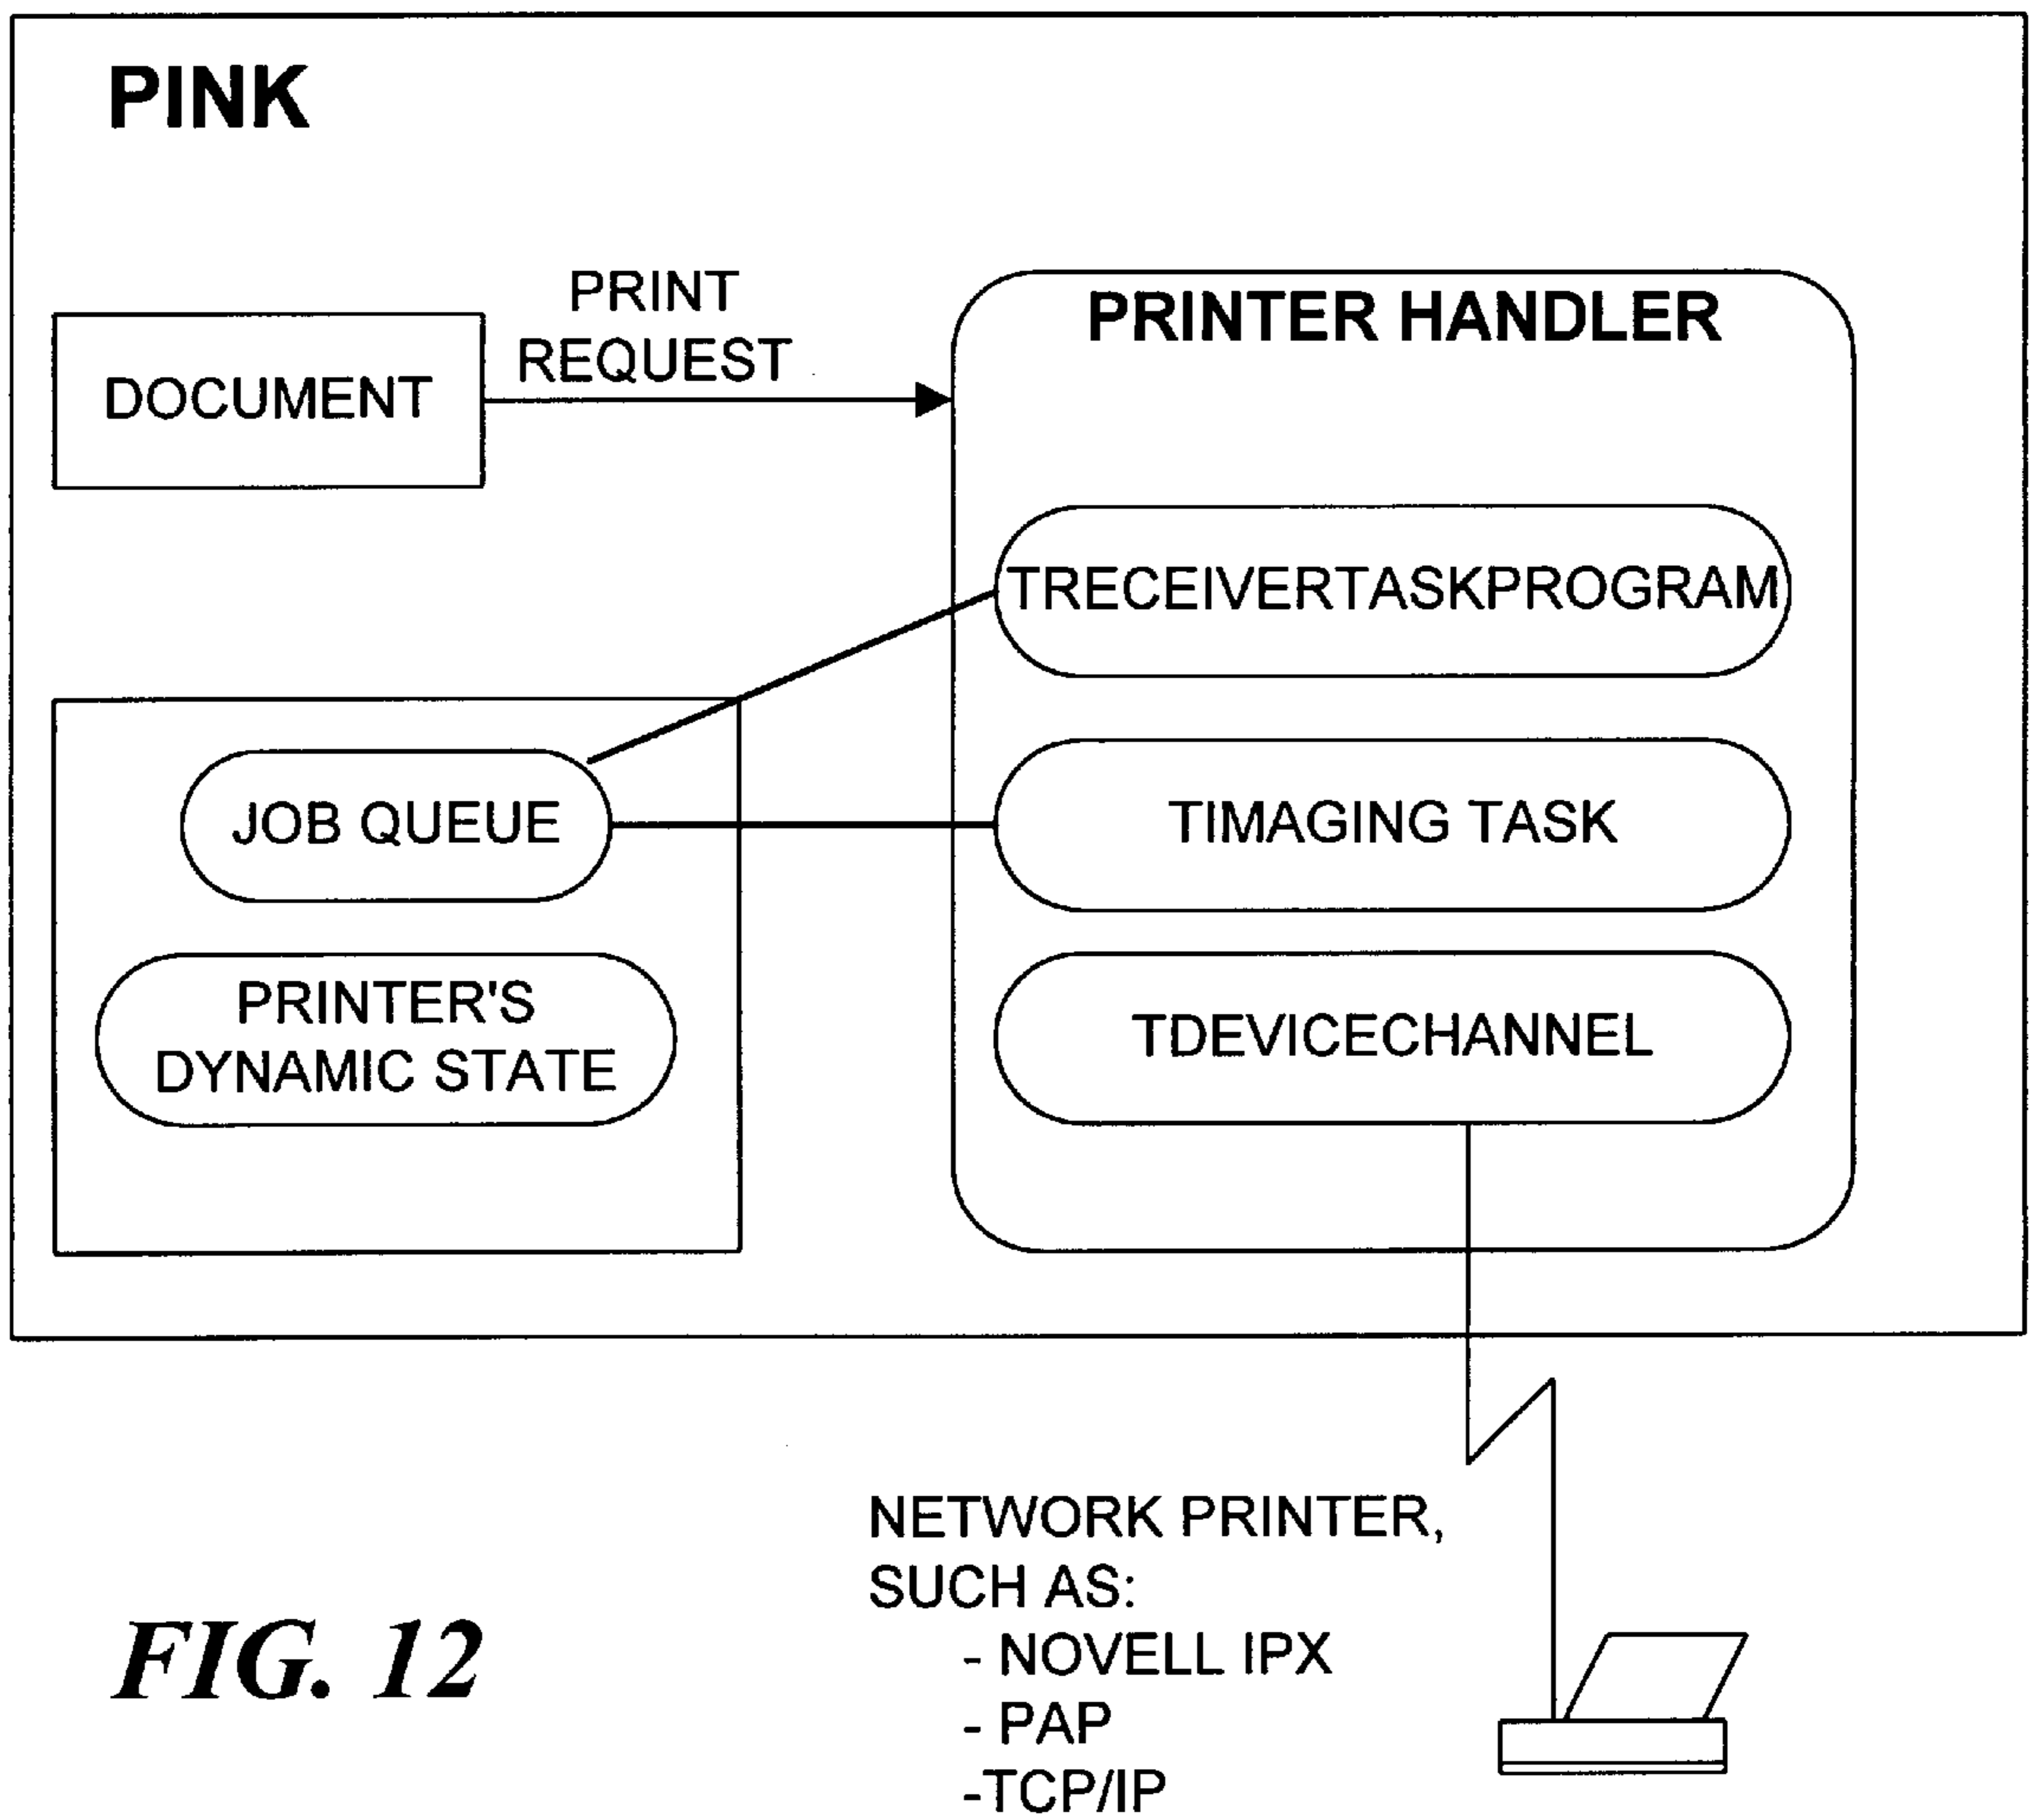 PINK
PRINT
REQUEST
DOCUMENT
PRINTER HANDLER
TRECEIVERTASKPROGRAM
JOB QUEUE
TIMAGING TASK
PRINTER'S
DYNAMIC STATE
TDEVICECHANNEL
NETWORK PRINTER,
SUCH AS:
- NOVELL IPX
- PAP
-TCP/IP
FIG. 12